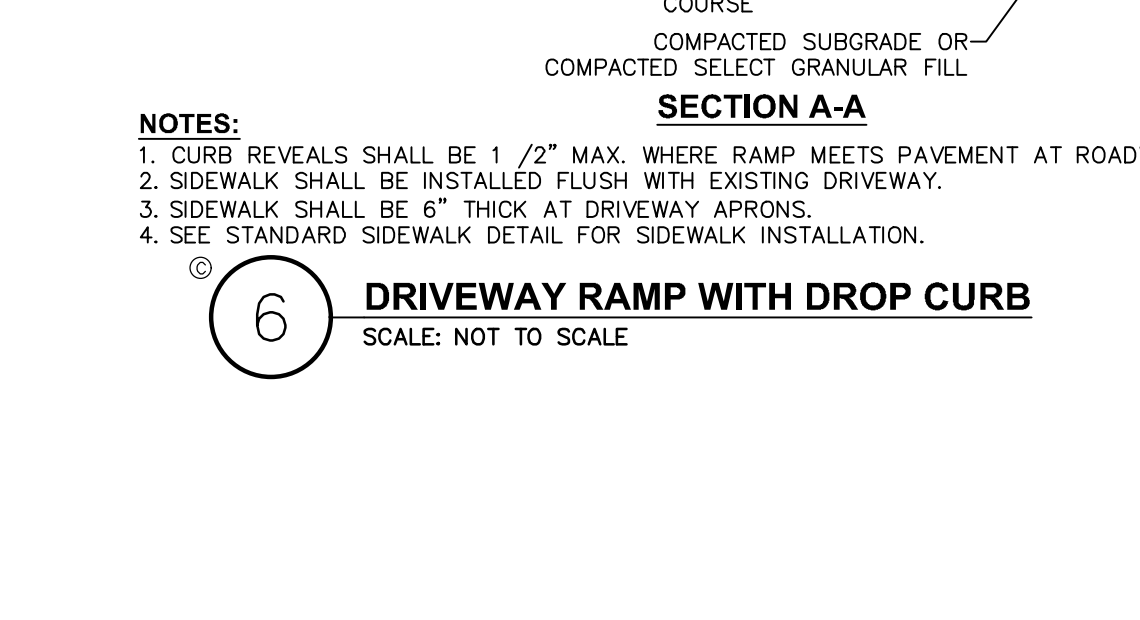 COURSE
COMPACTED SUBGRADE OR
COMPACTED SELECT GRANULAR FILL
SECTION A-A
NOTES:
1. CURB REVEALS SHALL BE 1 /2” MAX. WHERE RAMP MEETS PAVEMENT AT ROAD
2. SIDEWALK SHALL BE INSTALLED FLUSH WITH EXISTING DRIVEWAY.
3. SIDEWALK SHALL BE 6” THICK AT DRIVEWAY APRONS.
4. SEE STANDARD SIDEWALK DETAIL FOR SIDEWALK INSTALLATION.
©
6
DRIVEWAY RAMP WITH DROP CURB
SCALE: NOT TO SCALE